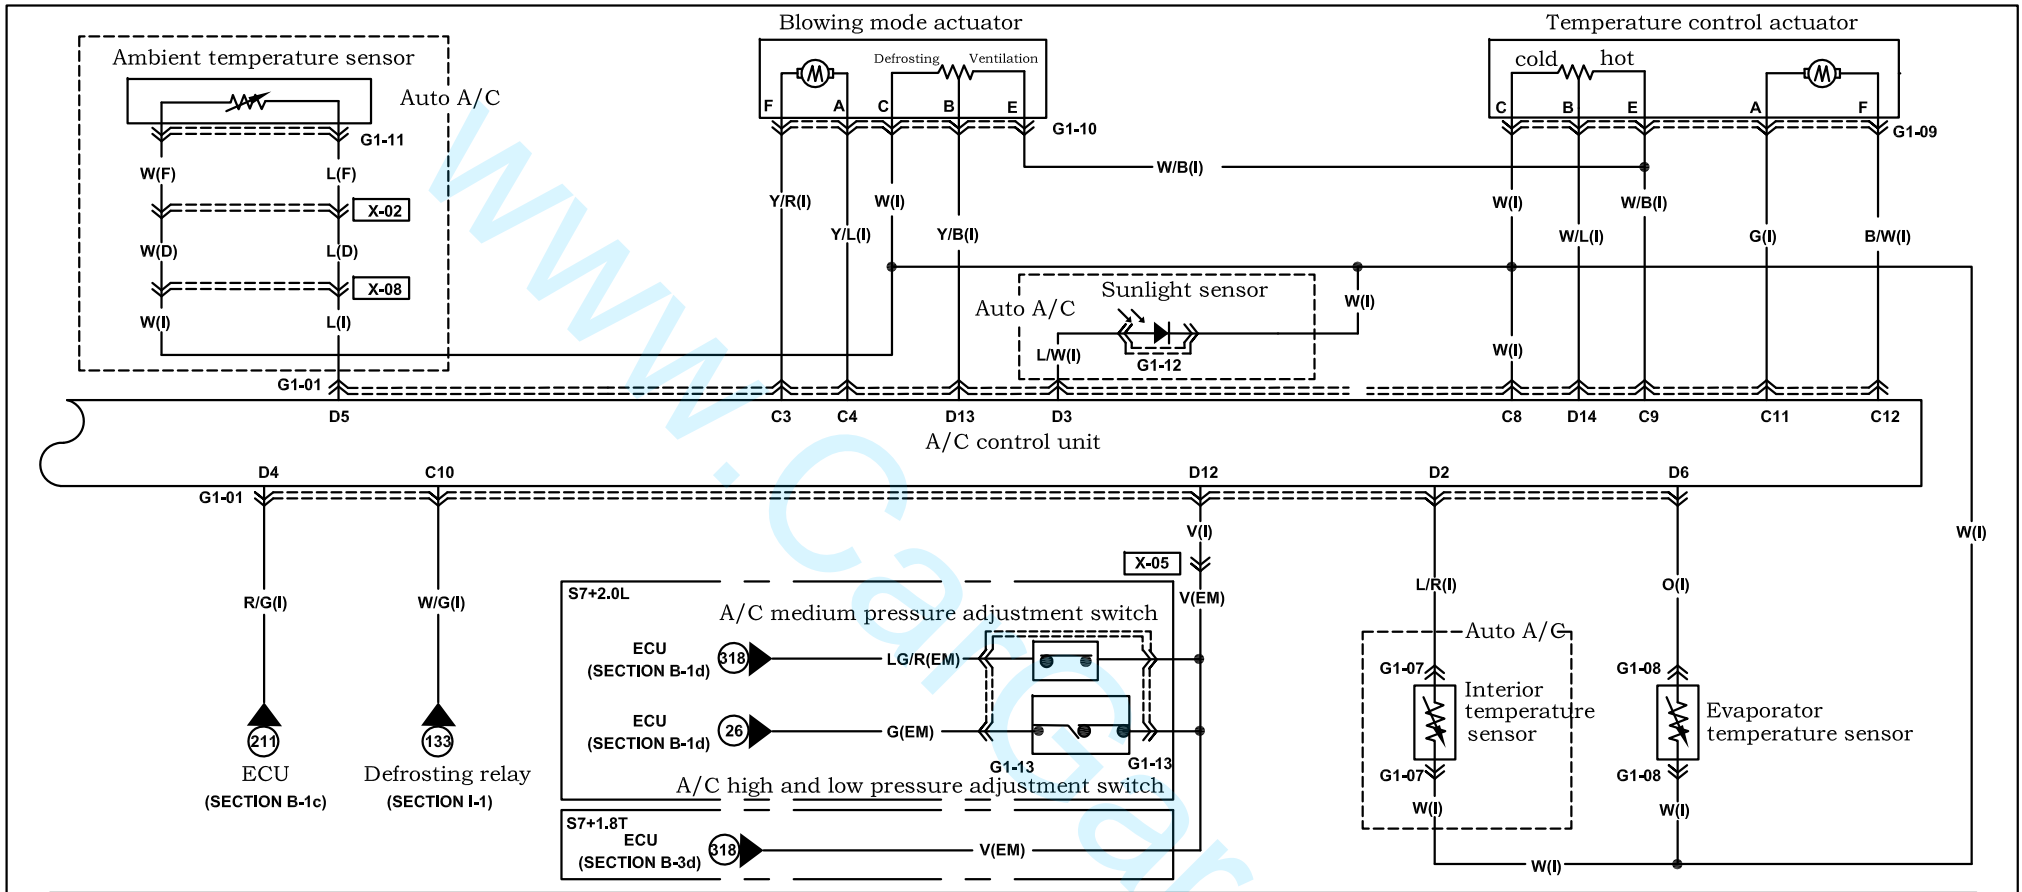 Blowing mode actuator
Temperature control actuator
Ambient temperature sensor
Auto A/C
G1-11
W(F)
L(F)
X-02
W(D)
L(D)
X-08
W(I)
L(I)
G1-01
Defrosting
Ventilation
M
F
A
C
B
E
G1-10
Y/R(I)
Y/L(I)
W(I)
Y/B(I)
W/B(I)
cold
hot
M
C
B
E
A
F
G1-09
W(I)
W/L(I)
W/B(I)
G(I)
B/W(I)
Auto A/C
Sunlight sensor
W(I)
L/W(I)
G1-12
W(I)
D5
C3
C4
D13
D3
C8
D14
C9
C11
C12
A/C control unit
D4
C10
D12
D2
D6
G1-01
V(I)
W(I)
X-05
R/G(I)
W/G(I)
V(EM)
L/R(I)
O(I)
S7+2.0L
A/C medium pressure adjustment switch
ECU
(SECTION B-1d)
318
LG/R(EM)
ECU
(SECTION B-1d)
26
G(EM)
G1-13
G1-13
A/C high and low pressure adjustment switch
S7+1.8T
ECU
(SECTION B-3d)
318
V(EM)
211
ECU
(SECTION B-1c)
133
Defrosting relay
(SECTION I-1)
Auto A/C
G1-07
Interior
temperature
sensor
G1-07
W(I)
G1-08
Evaporator
temperature sensor
G1-08
W(I)
W(I)
www.CarGar